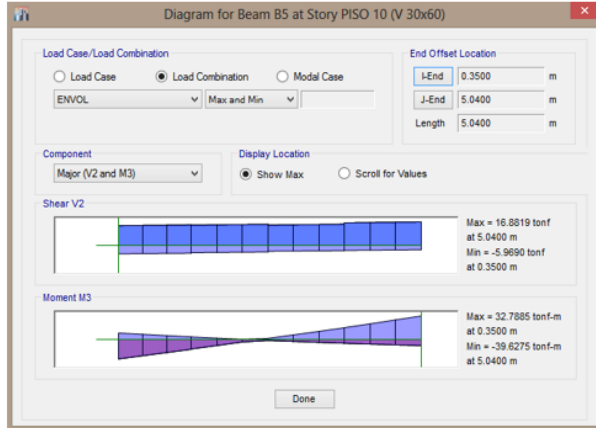 Diagram for Beam B5 at Story PISO 10 (V 30x60)
Load Case/Load Combination
Load Case
Load Combination
Modal Case
ENVOL
Max and Min
End Offset Location
I-End
0.3500
m
J-End
5.0400
m
Length
5.0400
m
Component
Major (V2 and M3)
Display Location
Show Max
Scroll for Values
Shear V2
Max = 16.8819 tonf
at 5.0400 m
Min = -5.9690 tonf
at 0.3500 m
Moment M3
Max = 32.7885 tonf-m
at 0.3500 m
Min = -39.6275 tonf-m
at 5.0400 m
Done